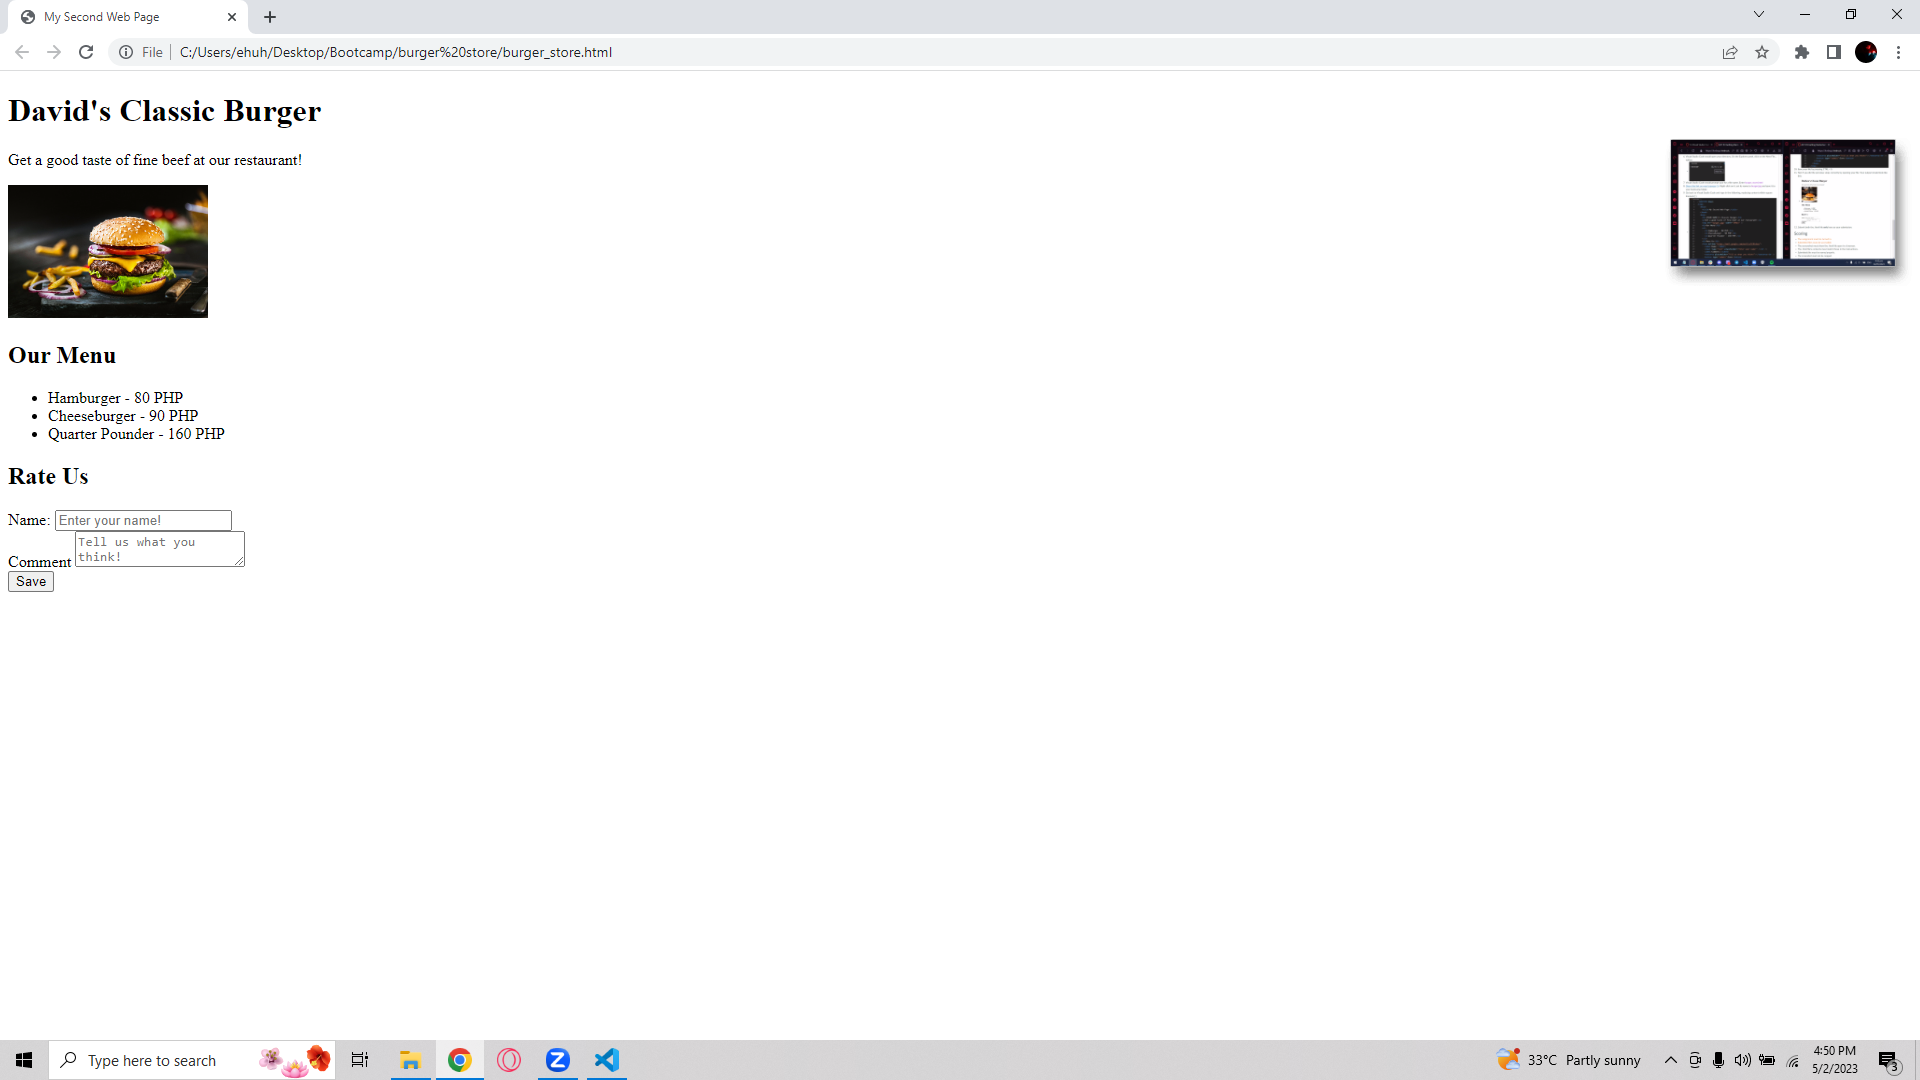 My Second Web Page
File
C:/Users/ehuh/Desktop/Bootcamp/burger%20store/burger_store.html
David's Classic Burger
Get a good taste of fine beef at our restaurant!
Our Menu
Hamburger - 80 PHP
Cheeseburger - 90 PHP
Quarter Pounder - 160 PHP
Rate Us
Name: Enter your name!
Tell us what you
think!
Comment
Save
Type here to search
33°C Partly sunny
4:50 PM
5/2/2023
3